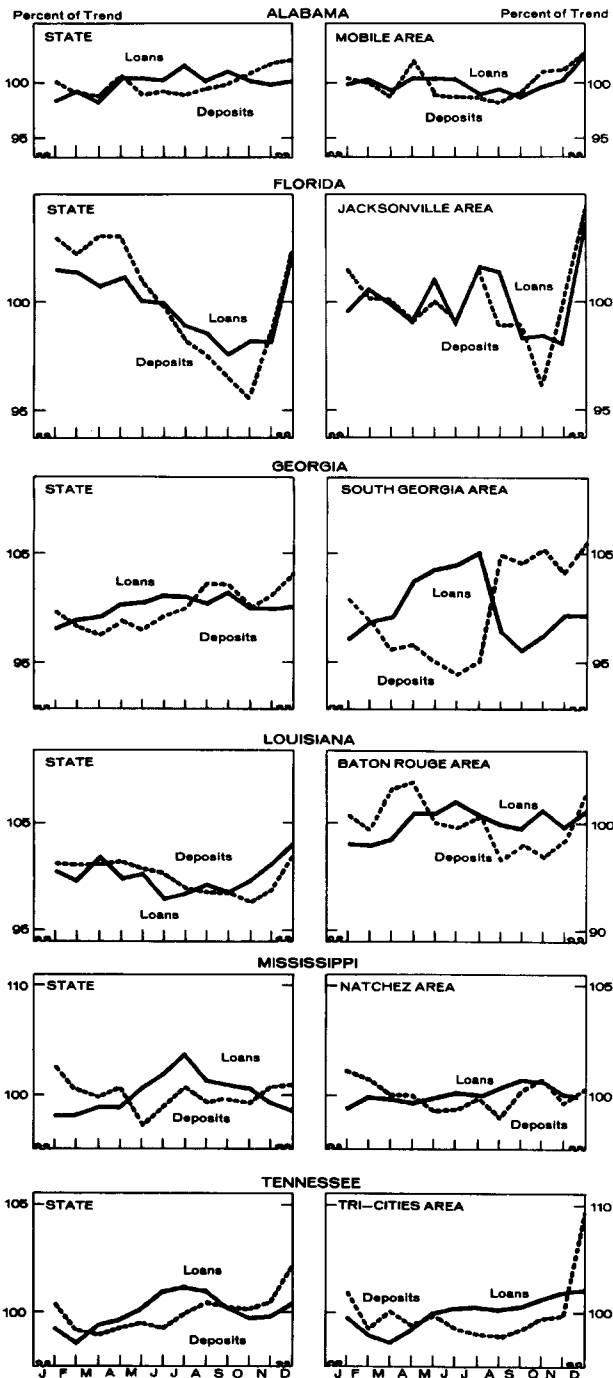 Percent of Trend ALABAMA Percent of Trend
STATE
Loans
100
Deposits
95
MOBILE AREA
Loans
100
Deposits
95
FLORIDA
STATE
100
Loans
Deposits
95
JACKSONVILLE AREA
Loans
100
Deposits
95
GEORGIA
STATE
105
Loans
Deposits
95
SOUTH GEORGIA AREA
105
Loans
95
Deposits
LOUISIANA
STATE
105
Deposits
Loans
95
BATON ROUGE AREA
Loans
100
Deposits
90
MISSISSIPPI
110
STATE
Loans
100
Deposits
NATCHEZ AREA
105
Loans
100
Deposits
TENNESSEE
105
STATE
Loans
100
Deposits
TRI-CITIES AREA
110
Deposits
Loans
100
J F M A M J J A S O N D
J F M A M J J A S O N D